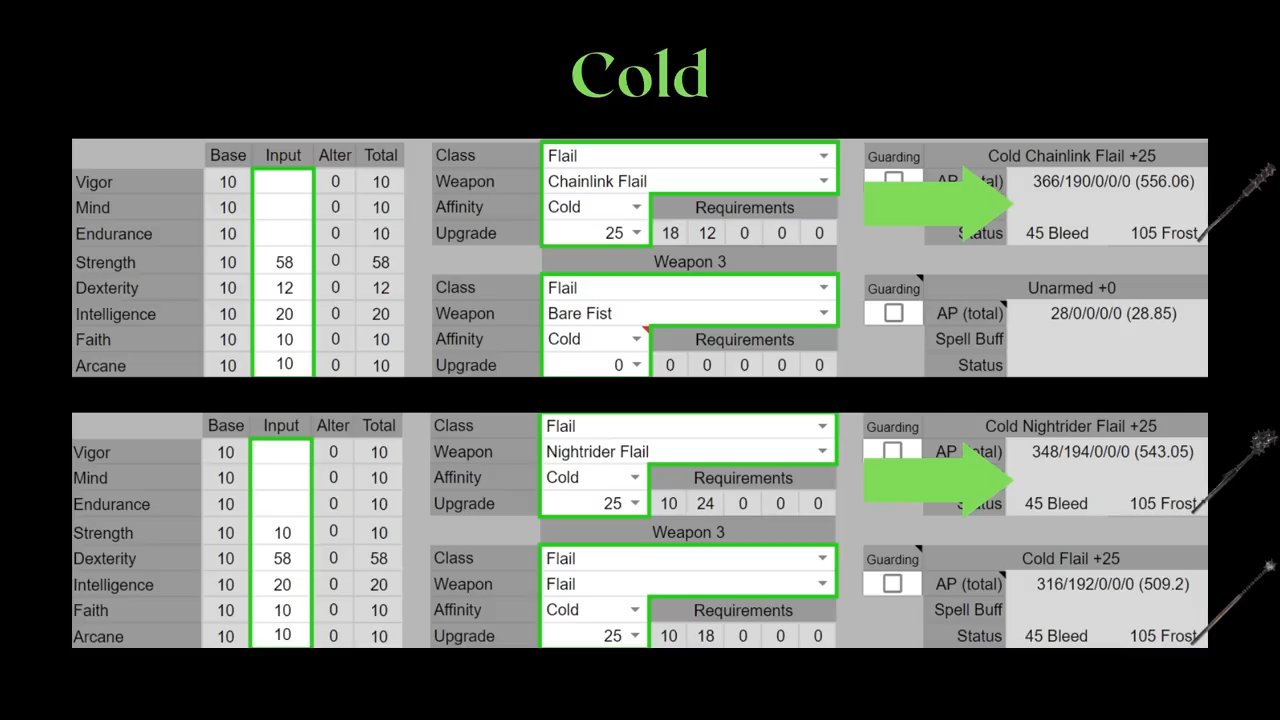 Cold
Base Input Alter Total Class Flail Guarding Cold Chainlink Flail +25
Vigor 10 0 10 Weapon Chainlink Flail 366/190/0/0/0 (556.06)
Mind 10 0 10 Affinity Cold Requirements
Endurance 10 0 10 Upgrade 25 18 12 0 0 0 45 Bleed 105 Frost
Strength 10 58 0 58 Weapon 3
Dexterity 10 12 0 12 Class Flail Guarding Unarmed +0
Intelligence 10 20 0 20 Weapon Bare Fist AP (total) 28/0/0/0/0 (28.85)
Faith 10 10 0 10 Affinity Cold Requirements Spell Buff
Arcane 10 10 0 10 Upgrade 0 0 0 0 0 0 Status
Base Input Alter Total Class Flail Guarding Cold Nightrider Flail +25
Vigor 10 0 10 Weapon Nightrider Flail 348/194/0/0/0 (543.05)
Mind 10 0 10 Affinity Cold Requirements
Endurance 10 0 10 Upgrade 25 10 24 0 0 0 45 Bleed 105 Frost
Strength 10 10 0 10 Weapon 3
Dexterity 10 58 0 58 Class Flail Guarding Cold Flail +25
Intelligence 10 20 0 20 Weapon Flail AP (total) 316/192/0/0/0 (509.2)
Faith 10 10 0 10 Affinity Cold Requirements Spell Buff
Arcane 10 10 0 10 Upgrade 25 10 18 0 0 0 Status 45 Bleed 105 Frost